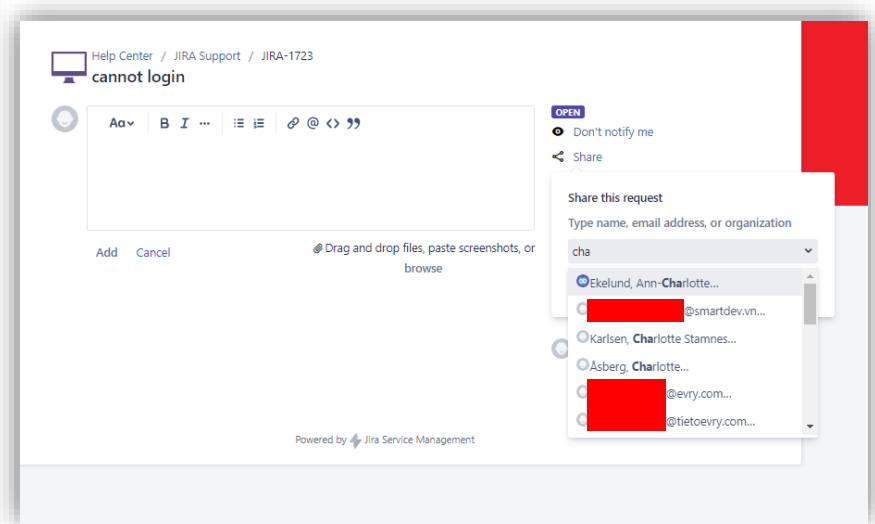 Help Center / JIRA Support / JIRA-1723
cannot login
Aa B I ...
Add Cancel
Drag and drop files, paste screenshots, or
browse
OPEN
Don't notify me
Share
Share this request
Type name, email address, or organization
cha
Ekelund, Ann-Charlotte...
@smartdev.vn...
Karlsen, Charlotte Stamnes...
Åsberg, Charlotte...
@evry.com...
@tietoevry.com...
Powered by Jira Service Management